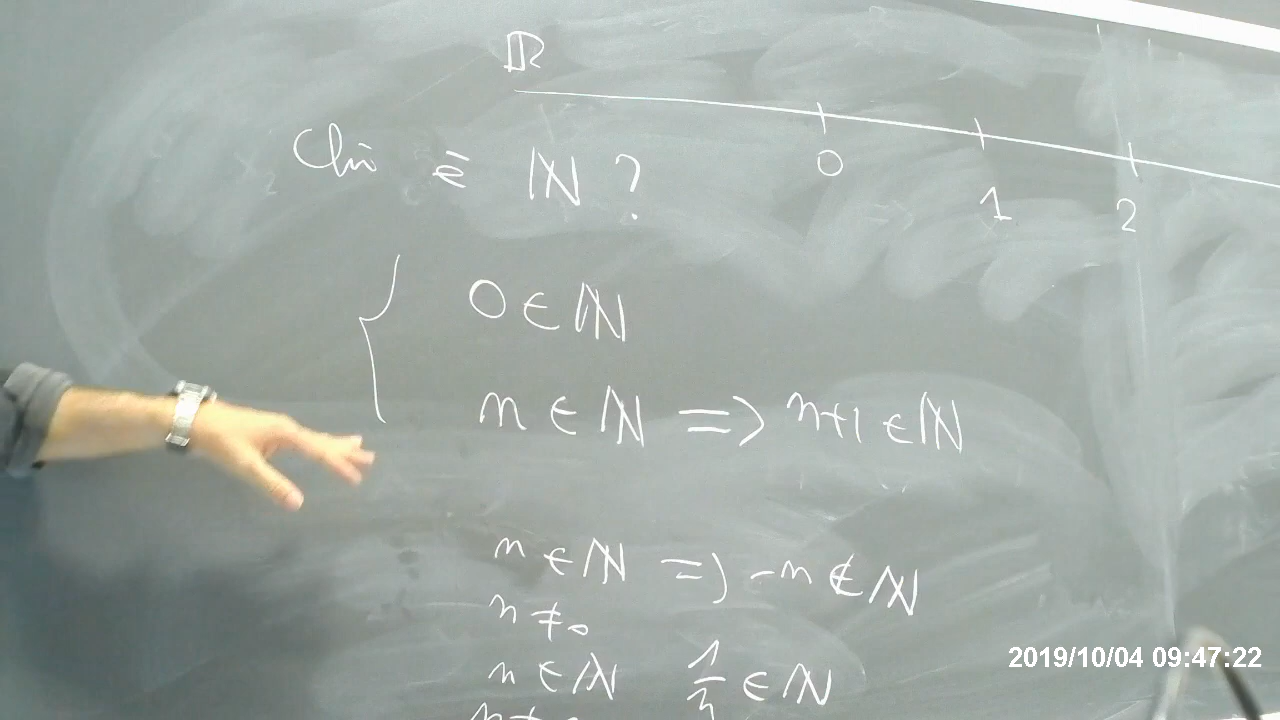 ℝ
0 1 2
Chi è ℕ ?
0 ∈ ℕ
n ∈ ℕ => n+1 ∈ ℕ
n ∈ ℕ => -n ∉ ℕ
n ≠ 0
n ∈ ℕ 1/n ∈ ℕ
2019/10/04 09:47:22